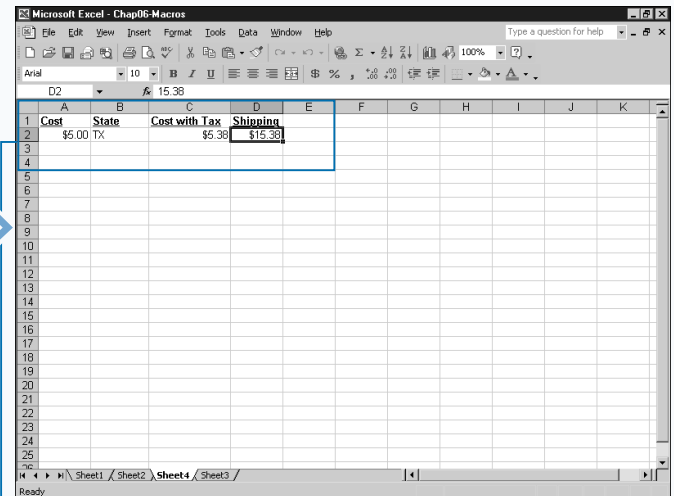 Microsoft Excel - Chap06-Macros
File Edit View Insert Format Tools Data Window Help Type a question for help
100%
Arial 10 B I U $ % ,
D2 fx 15.38
A B C D E F G H I J K
1 Cost State Cost with Tax Shipping
2 $5.00 TX $5.38 $15.38
3
4
5
6
7
8
9
10
11
12
13
14
15
16
17
18
19
20
21
22
23
24
25
26
Sheet1 Sheet2 Sheet4 Sheet3
Ready